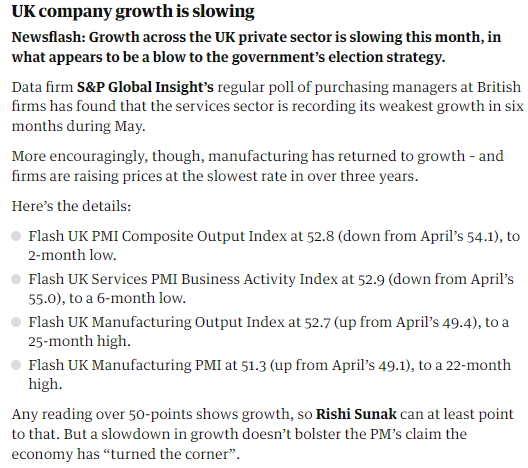 UK company growth is slowing
Newsflash: Growth across the UK private sector is slowing this month, in
what appears to be a blow to the government’s election strategy.
Data firm S&P Global Insight’s regular poll of purchasing managers at British
firms has found that the services sector is recording its weakest growth in six
months during May.
More encouragingly, though, manufacturing has returned to growth – and
firms are raising prices at the slowest rate in over three years.
Here’s the details:
Flash UK PMI Composite Output Index at 52.8 (down from April’s 54.1), to
2-month low.
Flash UK Services PMI Business Activity Index at 52.9 (down from April’s
55.0), to a 6-month low.
Flash UK Manufacturing Output Index at 52.7 (up from April’s 49.4), to a
25-month high.
Flash UK Manufacturing PMI at 51.3 (up from April’s 49.1), to a 22-month
high.
Any reading over 50-points shows growth, so Rishi Sunak can at least point
to that. But a slowdown in growth doesn’t bolster the PM’s claim the
economy has “turned the corner”.